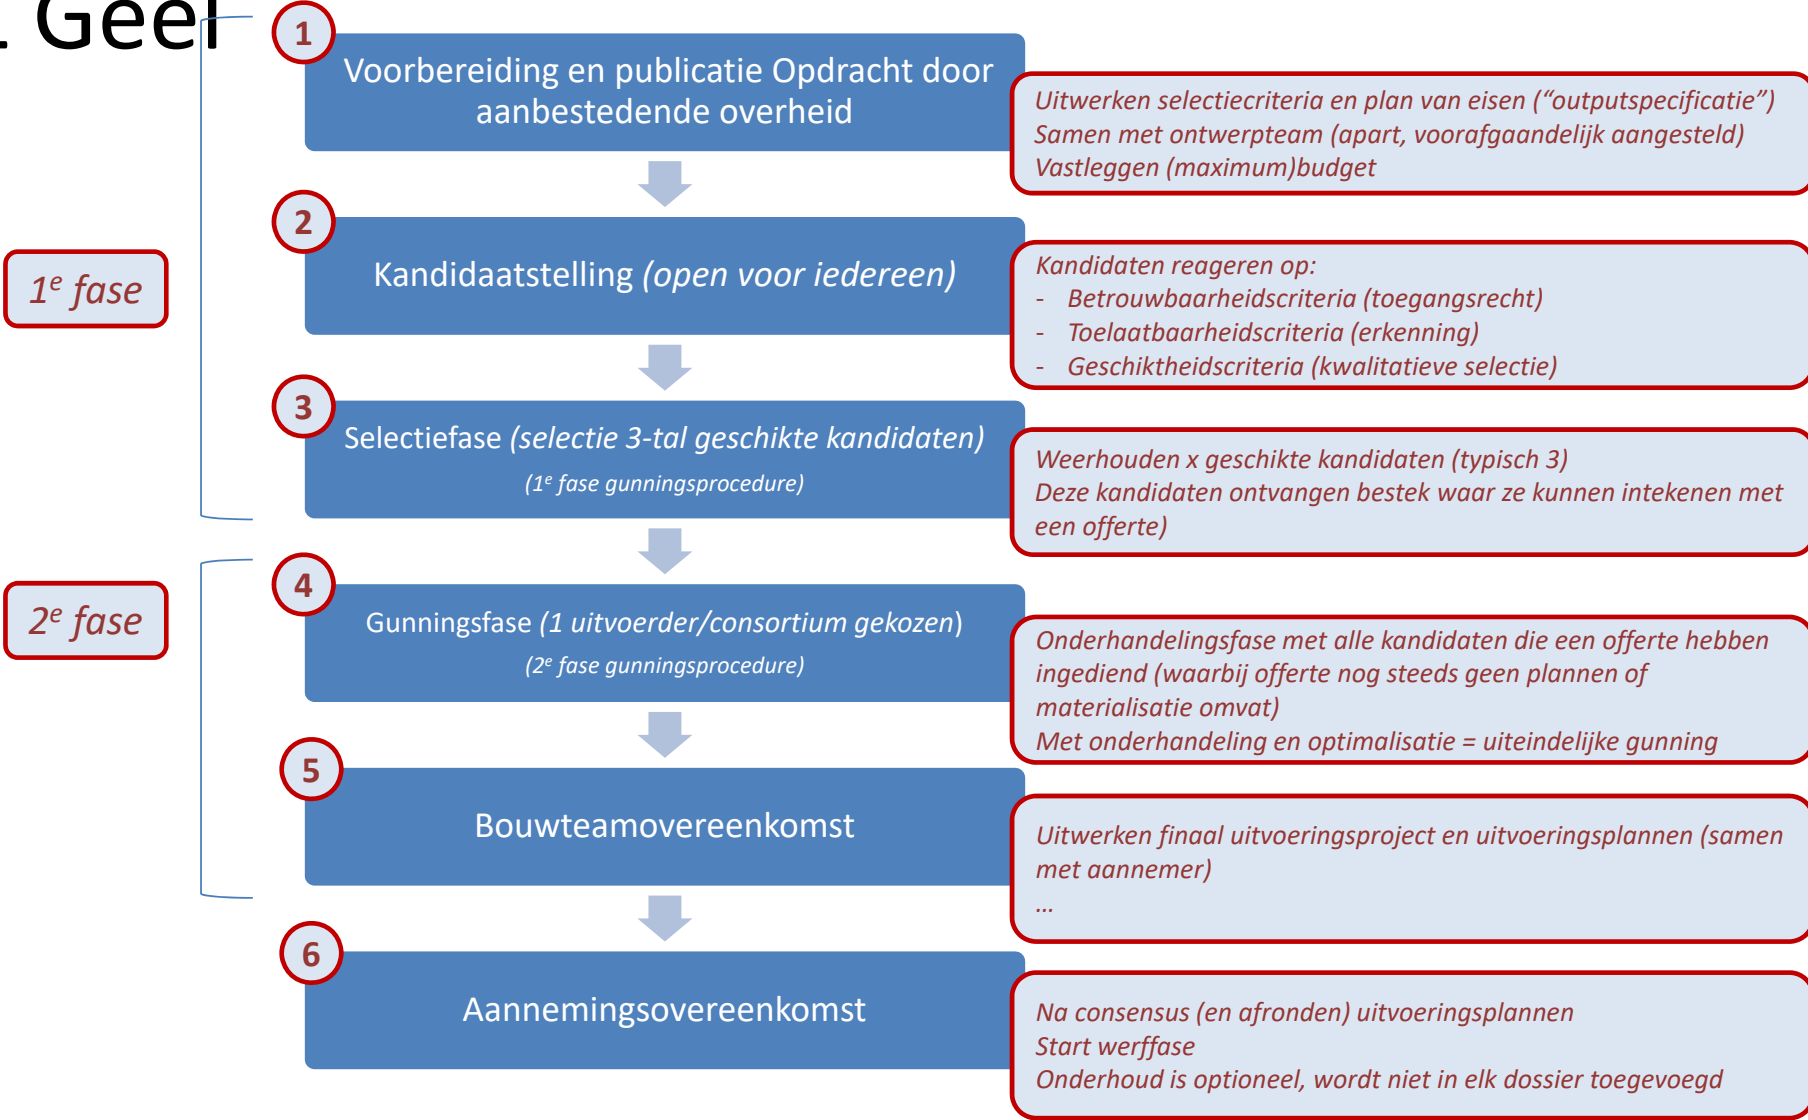 Geel
1
Voorbereiding en publicatie Opdracht door
aanbestedende overheid
Uitwerken selectiecriteria en plan van eisen (“outputspecificatie”)
Samen met ontwerpteam (apart, voorafgaandelijk aangesteld)
Vastleggen (maximum)budget
1e fase
2
Kandidaatstelling (open voor iedereen)
Kandidaten reageren op:
- Betrouwbaarheidscriteria (toegangsrecht)
- Toelaatbaarheidscriteria (erkenning)
- Geschiktheidscriteria (kwalitatieve selectie)
3
Selectiefase (selectie 3-tal geschikte kandidaten)
(1e fase gunningsprocedure)
Weerhouden x geschikte kandidaten (typisch 3)
Deze kandidaten ontvangen bestek waar ze kunnen intekenen met
een offerte)
2e fase
4
Gunningsfase (1 uitvoerder/consortium gekozen)
(2e fase gunningsprocedure)
Onderhandelingsfase met alle kandidaten die een offerte hebben
ingediend (waarbij offerte nog steeds geen plannen of
materialisatie omvat)
Met onderhandeling en optimalisatie = uiteindelijke gunning
5
Bouwteamovereenkomst
Uitwerken finaal uitvoeringsproject en uitvoeringsplannen (samen
met aannemer)
…
6
Aannemingsovereenkomst
Na consensus (en afronden) uitvoeringsplannen
Start werffase
Onderhoud is optioneel, wordt niet in elk dossier toegevoegd